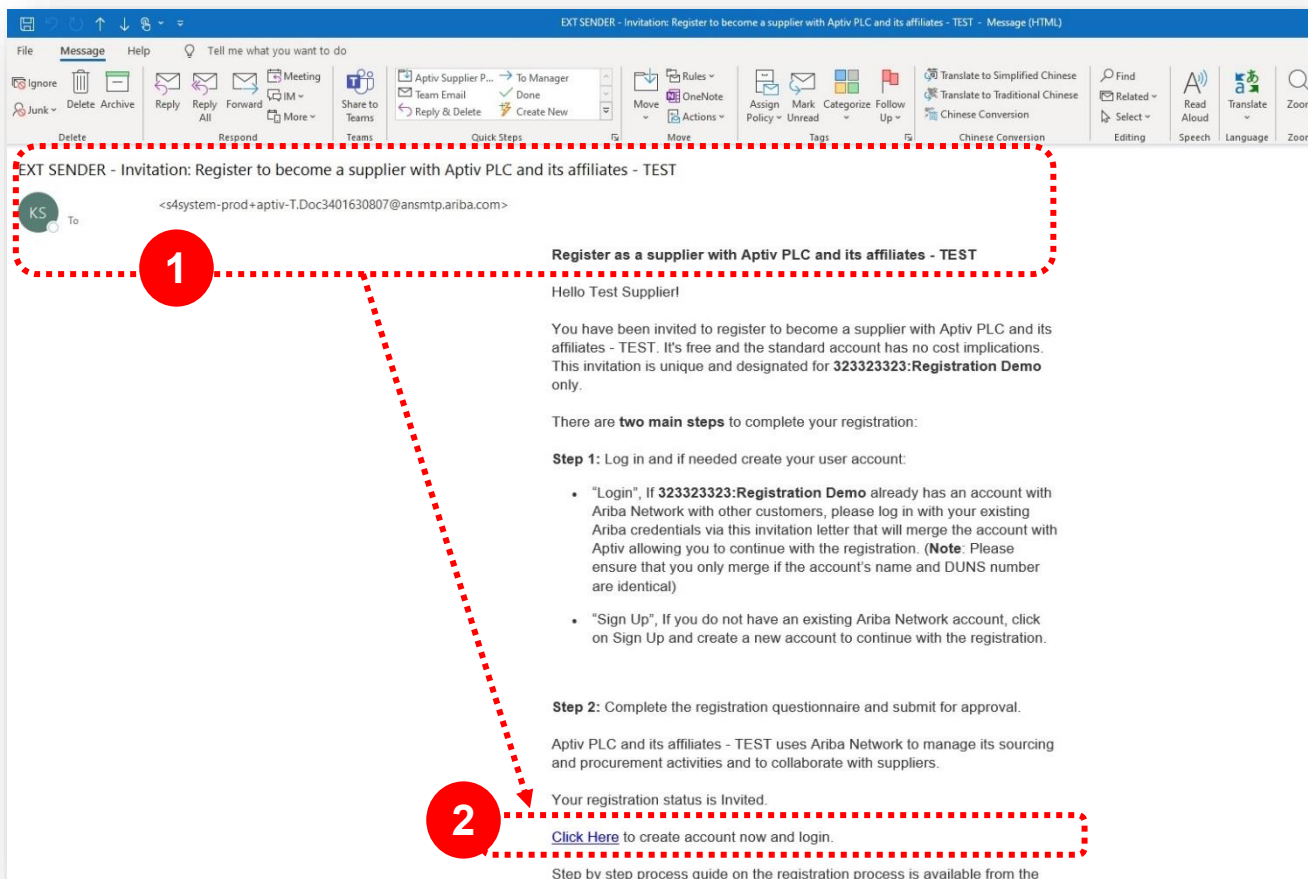 EXT SENDER - Invitation: Register to become a supplier with Aptiv PLC and its affiliates - TEST - Message (HTML)
File Message Help Tell me what you want to do
Ignore
Junk
Delete
Archive
Delete
Reply
Reply All
Forward
Meeting
IM
More
Respond
Share to Teams
Teams
Aptiv Supplier P...
To Manager
Team Email
Done
Reply & Delete
Create New
Quick Steps
Move
Rules
OneNote
Actions
Move
Assign Policy
Mark Unread
Categorize
Follow Up
Tags
Translate to Simplified Chinese
Translate to Traditional Chinese
Chinese Conversion
Chinese Conversion
Find
Related
Select
Editing
Read Aloud
Speech
Translate
Language
Zoom
Zoom
EXT SENDER - Invitation: Register to become a supplier with Aptiv PLC and its affiliates - TEST
KS
<s4system-prod+aptiv-T.Doc3401630807@ansmtp.ariba.com>
To
1
Register as a supplier with Aptiv PLC and its affiliates - TEST
Hello Test Supplier!
You have been invited to register to become a supplier with Aptiv PLC and its
affiliates - TEST. It's free and the standard account has no cost implications.
This invitation is unique and designated for 323323323:Registration Demo
only.
There are two main steps to complete your registration:
Step 1: Log in and if needed create your user account:
• "Login", If 323323323:Registration Demo already has an account with
Ariba Network with other customers, please log in with your existing
Ariba credentials via this invitation letter that will merge the account with
Aptiv allowing you to continue with the registration. (Note: Please
ensure that you only merge if the account's name and DUNS number
are identical)
• "Sign Up", If you do not have an existing Ariba Network account, click
on Sign Up and create a new account to continue with the registration.
Step 2: Complete the registration questionnaire and submit for approval.
Aptiv PLC and its affiliates - TEST uses Ariba Network to manage its sourcing
and procurement activities and to collaborate with suppliers.
Your registration status is Invited.
2
Click Here to create account now and login.
Step by step process guide on the registration process is available from the